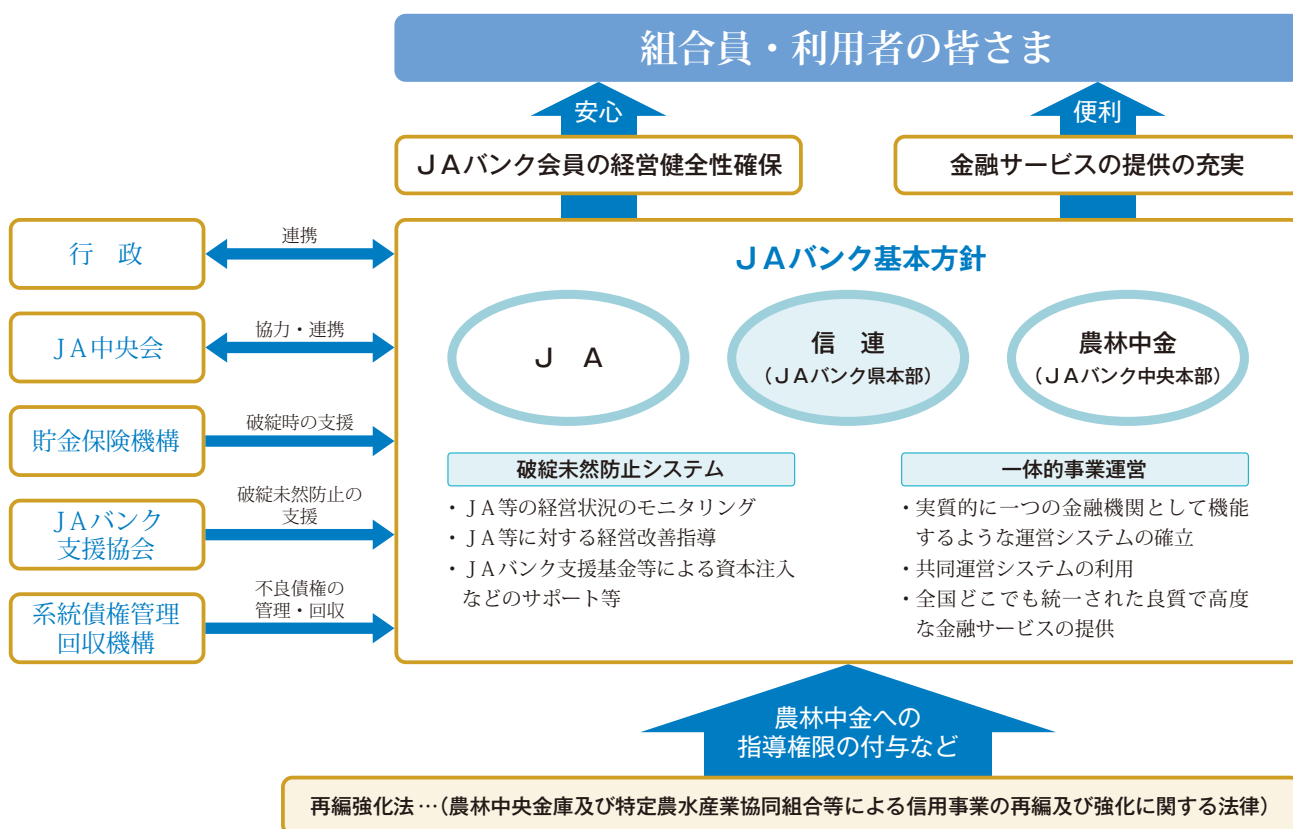 組合員・利用者の皆さま
安心
便利
JAバンク会員の経営健全性確保
金融サービスの提供の充実
行　政
連携
JA中央会
協力・連携
貯金保険機構
破綻時の支援
JAバンク
支援協会
破綻未然防止の
支援
系統債権管理
回収機構
不良債権の
管理・回収
JAバンク基本方針
J　A
信　連
（JAバンク県本部）
農林中金
（JAバンク中央本部）
破綻未然防止システム
・JA等の経営状況のモニタリング
・JA等に対する経営改善指導
・JAバンク支援基金等による資本注入
などのサポート等
一体的事業運営
・実質的に一つの金融機関として機能
するような運営システムの確立
・共同運営システムの利用
・全国どこでも統一された良質で高度
な金融サービスの提供
農林中金への
指導権限の付与など
再編強化法…（農林中央金庫及び特定農水産業協同組合等による信用事業の再編及び強化に関する法律）